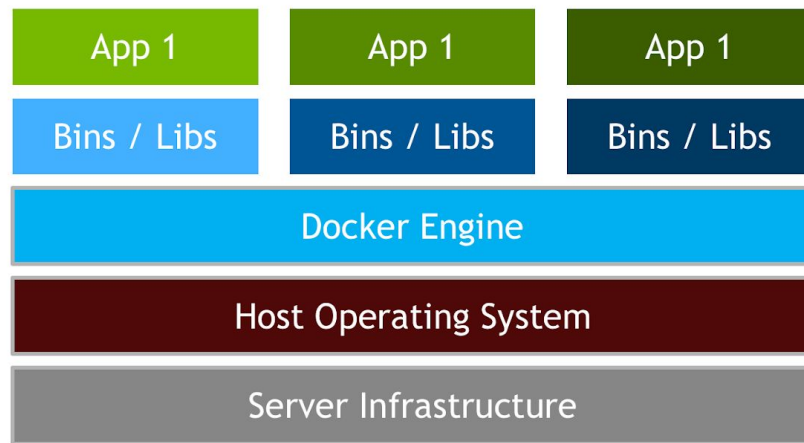 App 1
App 1
App 1
Bins / Libs
Bins / Libs
Bins / Libs
Docker Engine
Host Operating System
Server Infrastructure